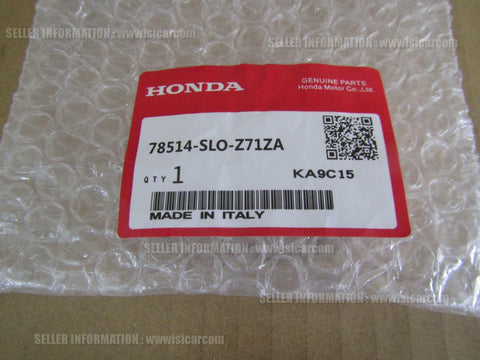 SELLER INFORMATION : www.isicar.com
SELLER INFORMATION : www.isicar.com
HONDA
GENUINE PARTS
Honda Motor Co.,Ltd.
78514-SLO-Z71ZA
QTY 1
KA9C15
MADE IN ITALY
SELLER INFORMATION : www.isicar.com
SELLER INFORMATION : www.isicar.com
SELLER INFORMATION : www.isicar.com